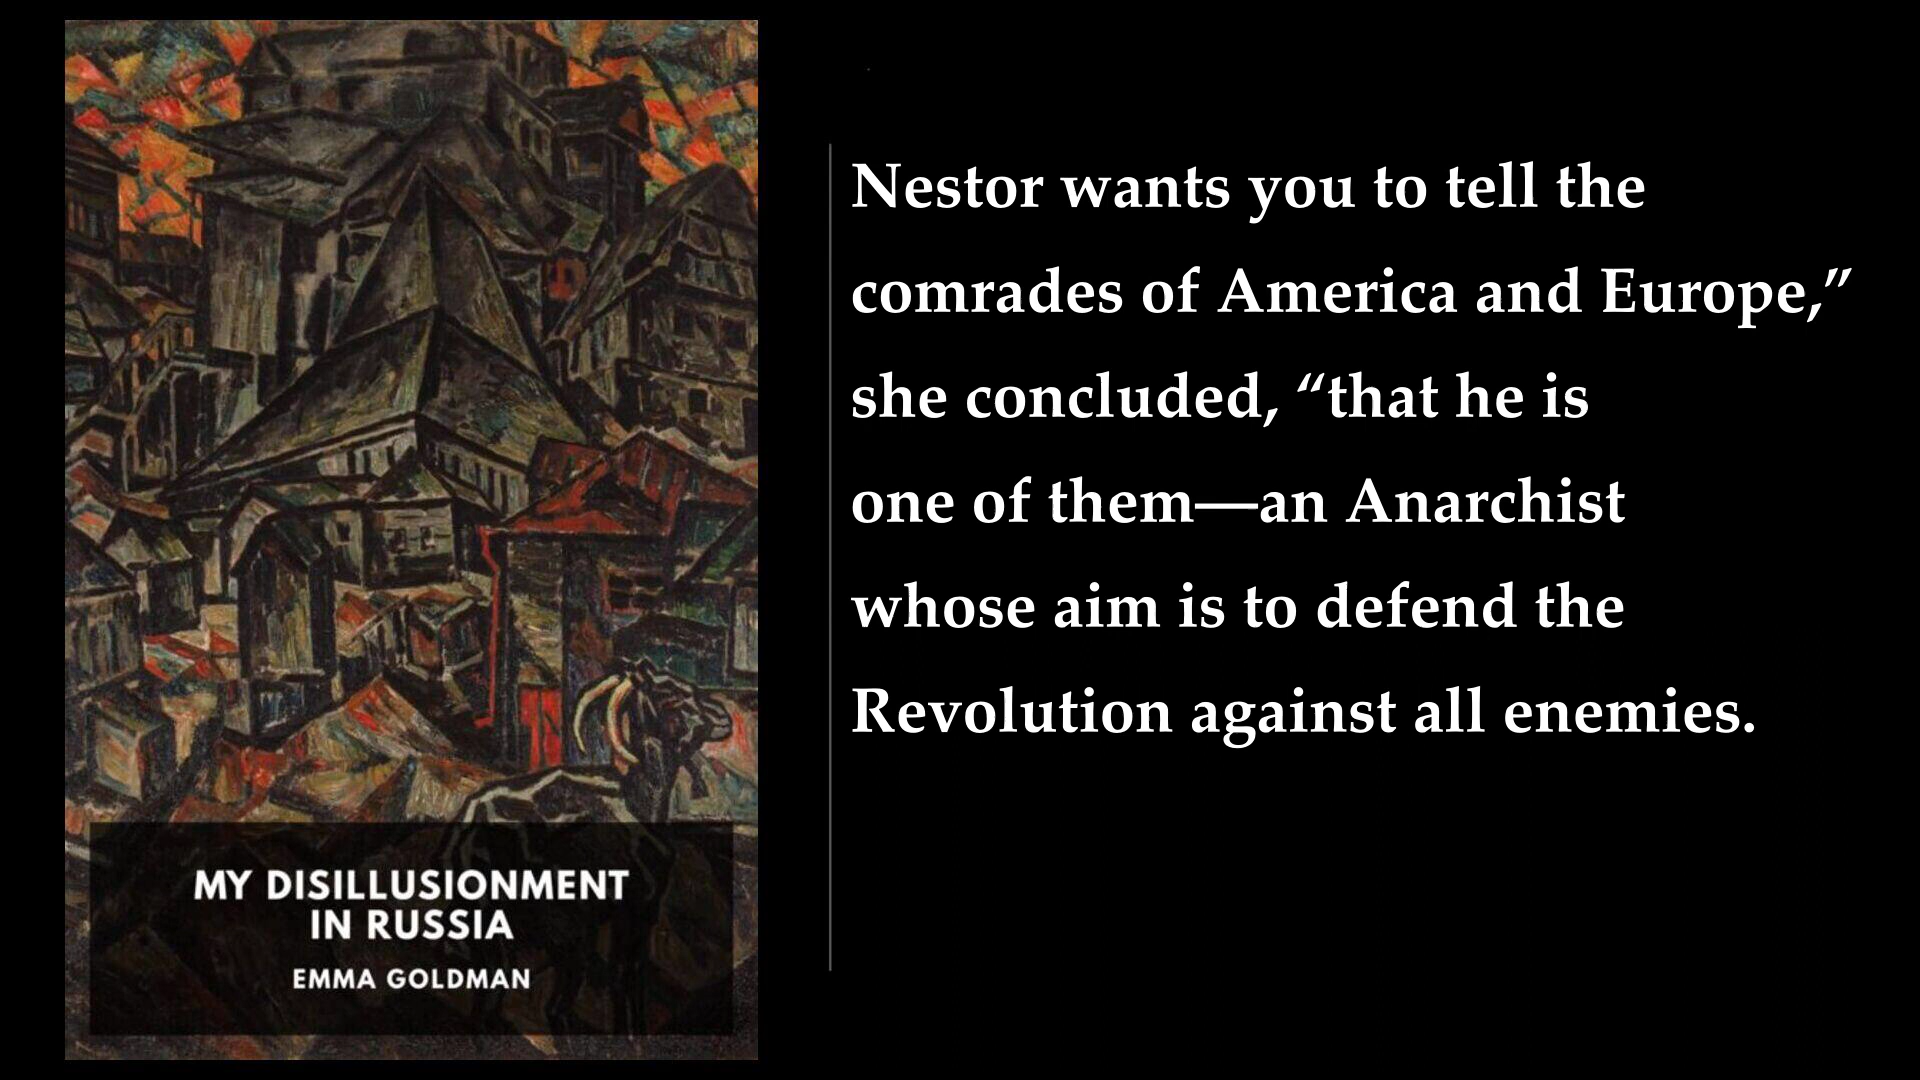 Nestor wants you to tell the
comrades of America and Europe,”
she concluded, “that he is
one of them—an Anarchist
whose aim is to defend the
Revolution against all enemies.
MY DISILLUSIONMENT
IN RUSSIA
EMMA GOLDMAN